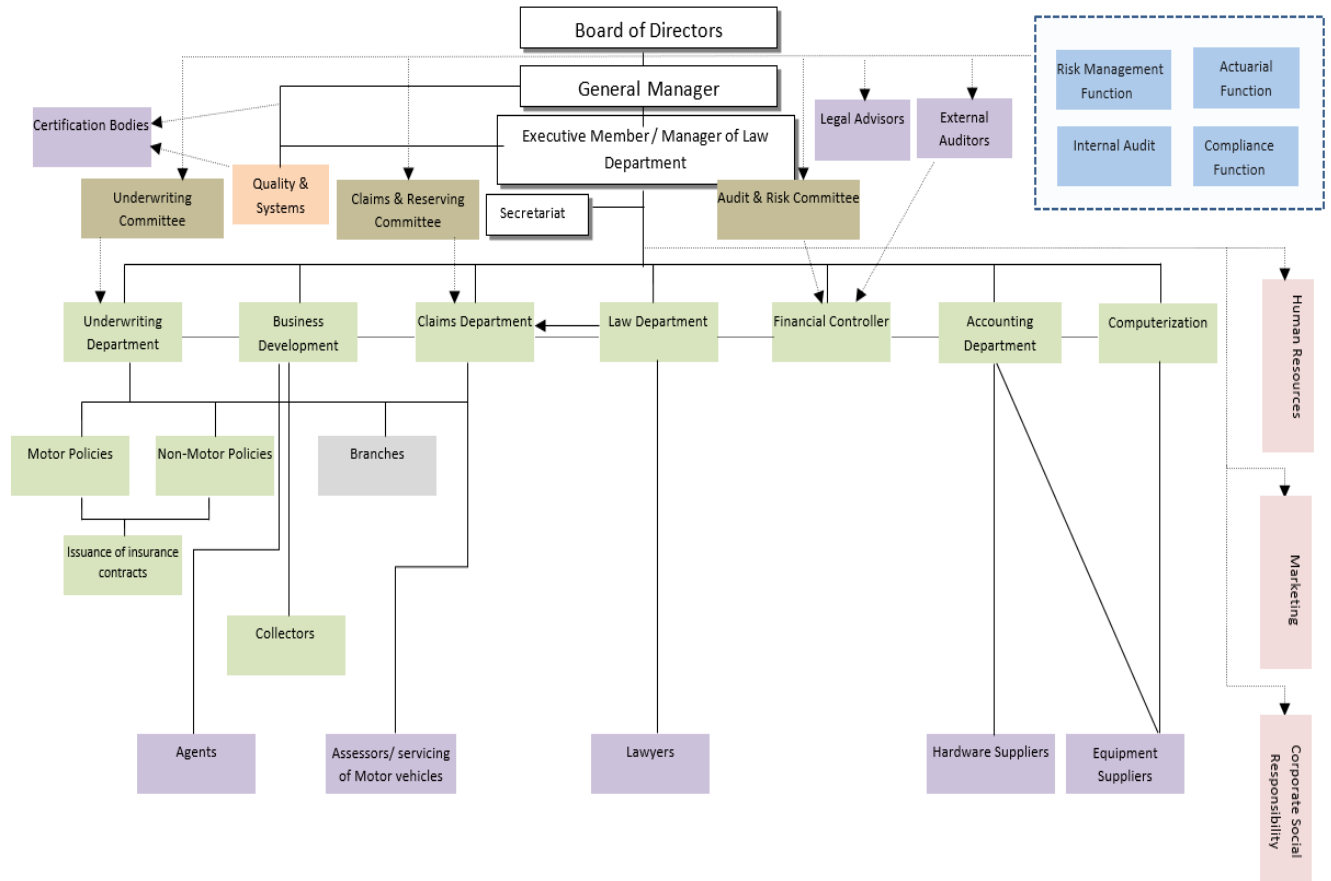 Board of Directors
General Manager
Executive Member / Manager of Law
Department
Risk Management
Function
Actuarial
Function
Internal Audit
Compliance
Function
Certification Bodies
Legal Advisors
External
Auditors
Underwriting
Committee
Quality &
Systems
Claims & Reserving
Committee
Secretariat
Audit & Risk Committee
Underwriting
Department
Business
Development
Claims Department
Law Department
Financial Controller
Accounting
Department
Computerization
Human Resources
Motor Policies
Non-Motor Policies
Branches
Issuance of insurance
contracts
Collectors
Marketing
Agents
Assessors/ servicing
of Motor vehicles
Lawyers
Hardware Suppliers
Equipment
Suppliers
Corporate Social
Responsibility